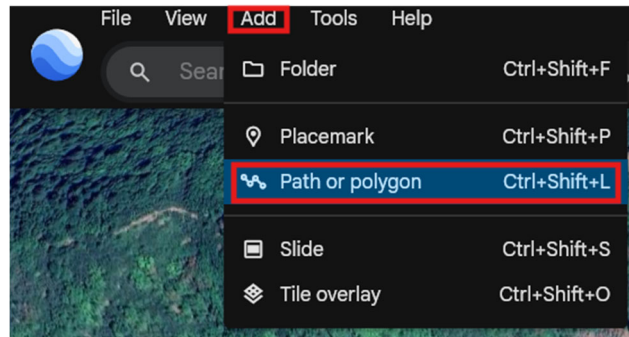 File View Add Tools Help
Sear
Folder Ctrl+Shift+F
Placemark Ctrl+Shift+P
Path or polygon Ctrl+Shift+L
Slide Ctrl+Shift+S
Tile overlay Ctrl+Shift+O